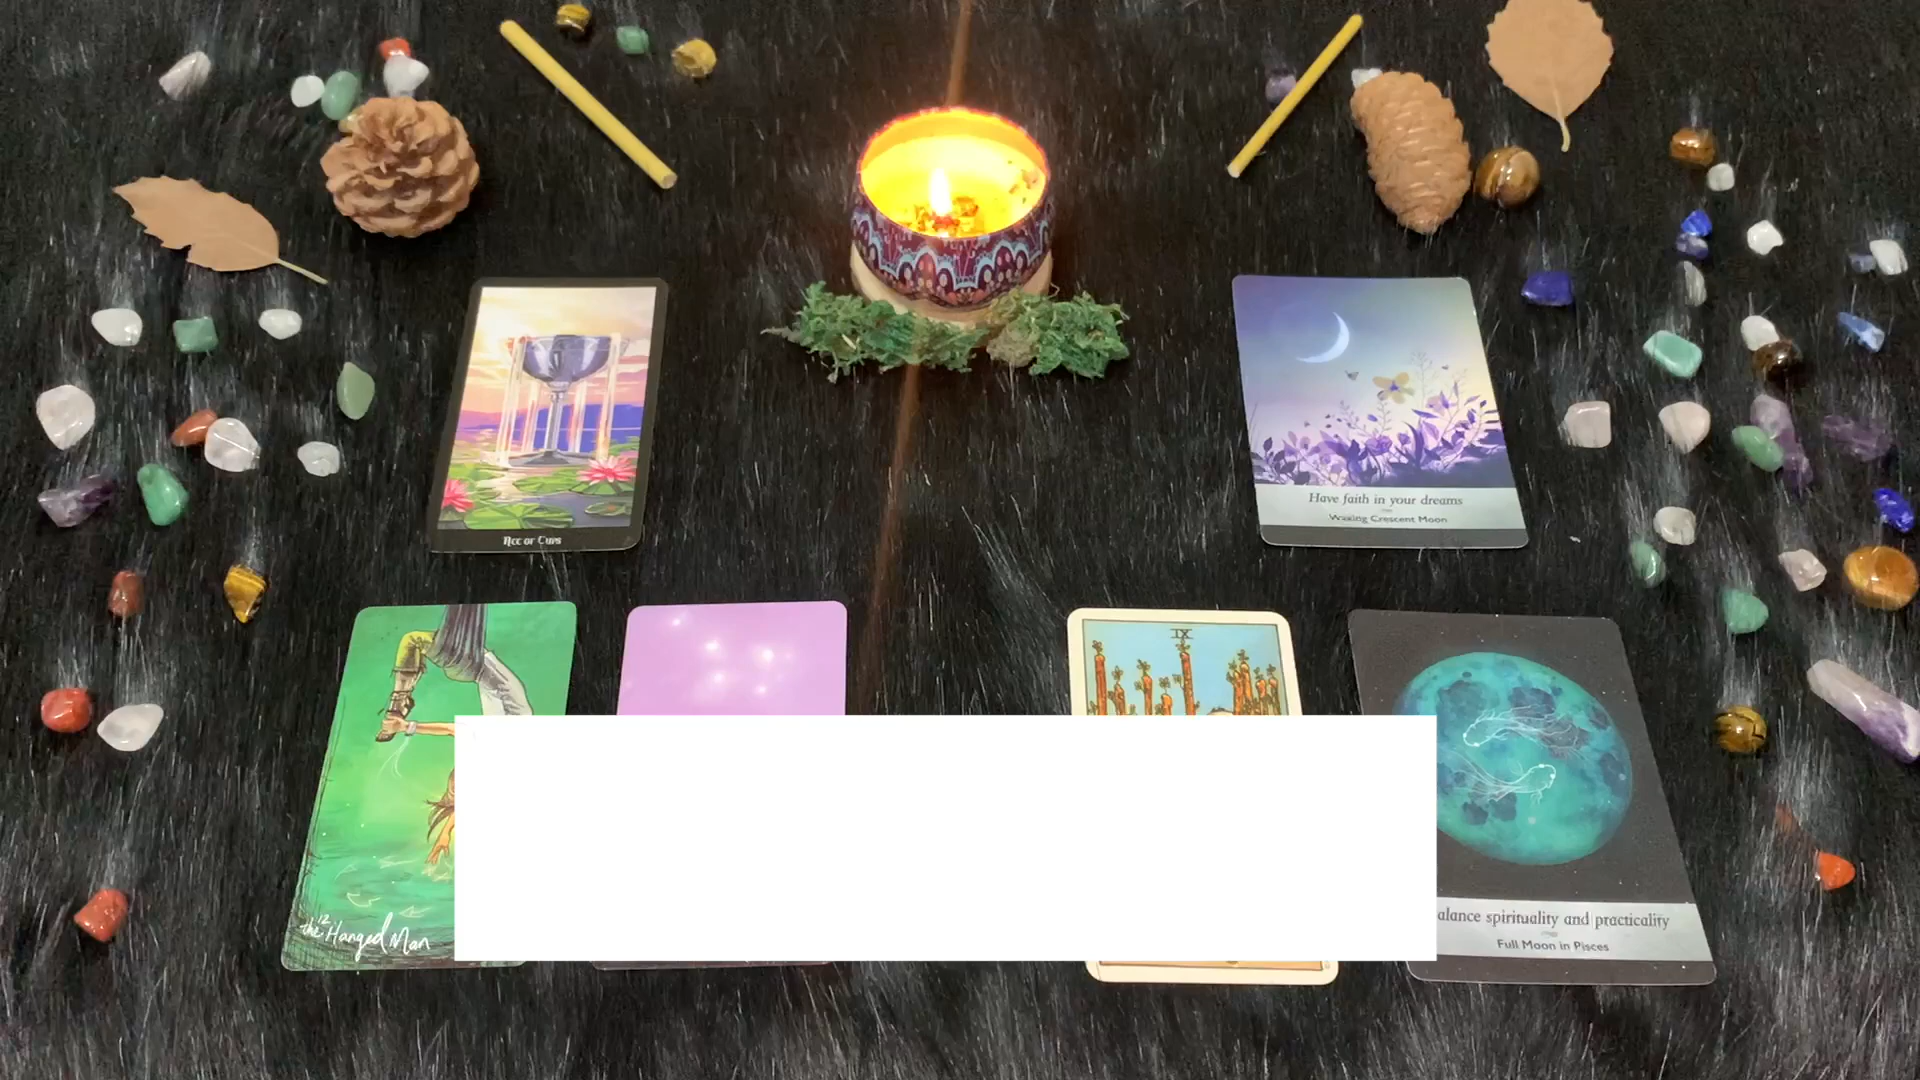 Ace of Cups
Have faith in your dreams
Waxing Crescent Moon
IX
12
the Hanged Man
alance spirituality and practicality
Full Moon in Pisces